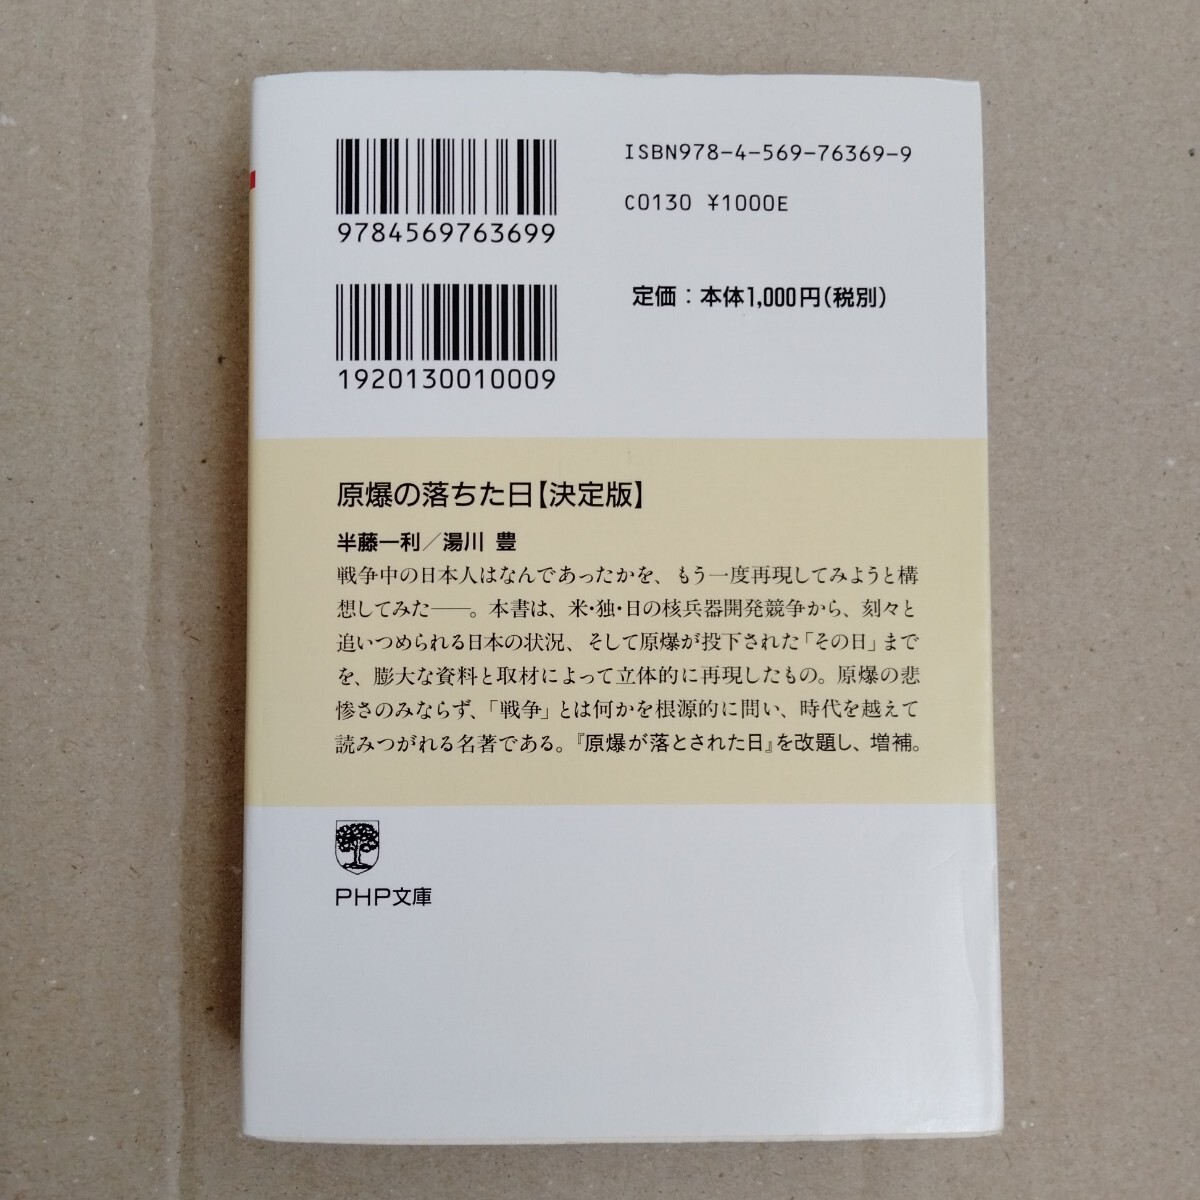 ISBN978-4-569-76369-9
9784569763699
C0130 ¥1000E
定価：本体1,000円(税別)
1920130010009
原爆の落ちた日【決定版】
半藤一利／湯川 豊
戦争中の日本人はなんであったかを、もう一度再現してみようと構
想してみた――。本書は、米・独・日の核兵器開発競争から、刻々と
追いつめられる日本の状況、そして原爆が投下された「その日」まで
を、膨大な資料と取材によって立体的に再現したもの。原爆の悲
惨さのみならず、「戦争」とは何かを根源的に問い、時代を越えて
読みつがれる名著である。『原爆が落とされた日』を改題し、増補。
PHP文庫